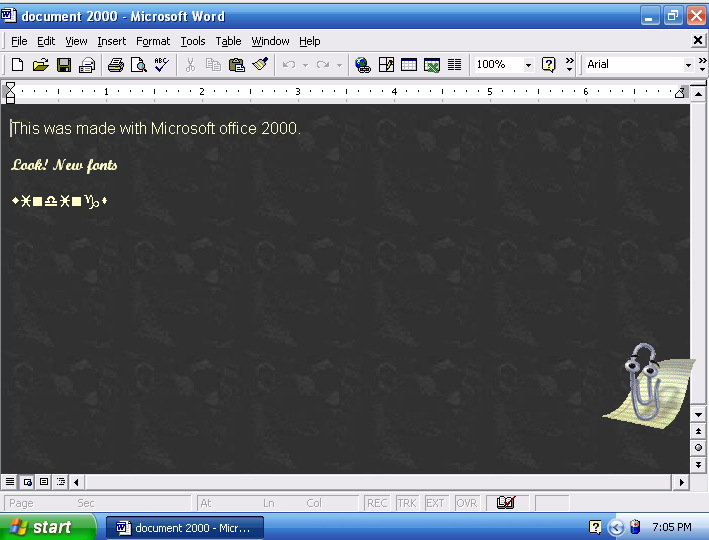 document 2000 - Microsoft Word
File Edit View Insert Format Tools Table Window Help
100% Arial
1 2 3 4 5 6
This was made with Microsoft office 2000.
Look! New fonts
⬥♓■♎♓■♑⬧
Page Sec At Ln Col REC TRK EXT OVR
start document 2000 - Micr... 7:05 PM